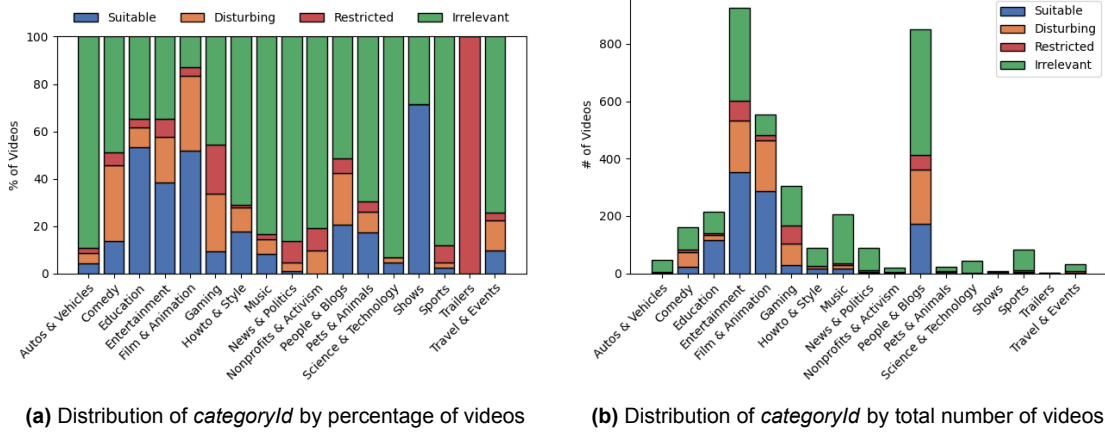 Suitable Disturbing Restricted Irrelevant
100
80
60
40
20
0
% of Videos
Autos & Vehicles
Comedy
Education
Entertainment
Film & Animation
Gaming
Howto & Style
Music
News & Politics
Nonprofits & Activism
People & Blogs
Pets & Animals
Science & Technology
Shows
Sports
Trailers
Travel & Events
(a) Distribution of categoryId by percentage of videos
Suitable
Disturbing
Restricted
Irrelevant
800
600
400
200
0
# of Videos
Autos & Vehicles
Comedy
Education
Entertainment
Film & Animation
Gaming
Howto & Style
Music
News & Politics
Nonprofits & Activism
People & Blogs
Pets & Animals
Science & Technology
Shows
Sports
Trailers
Travel & Events
(b) Distribution of categoryId by total number of videos